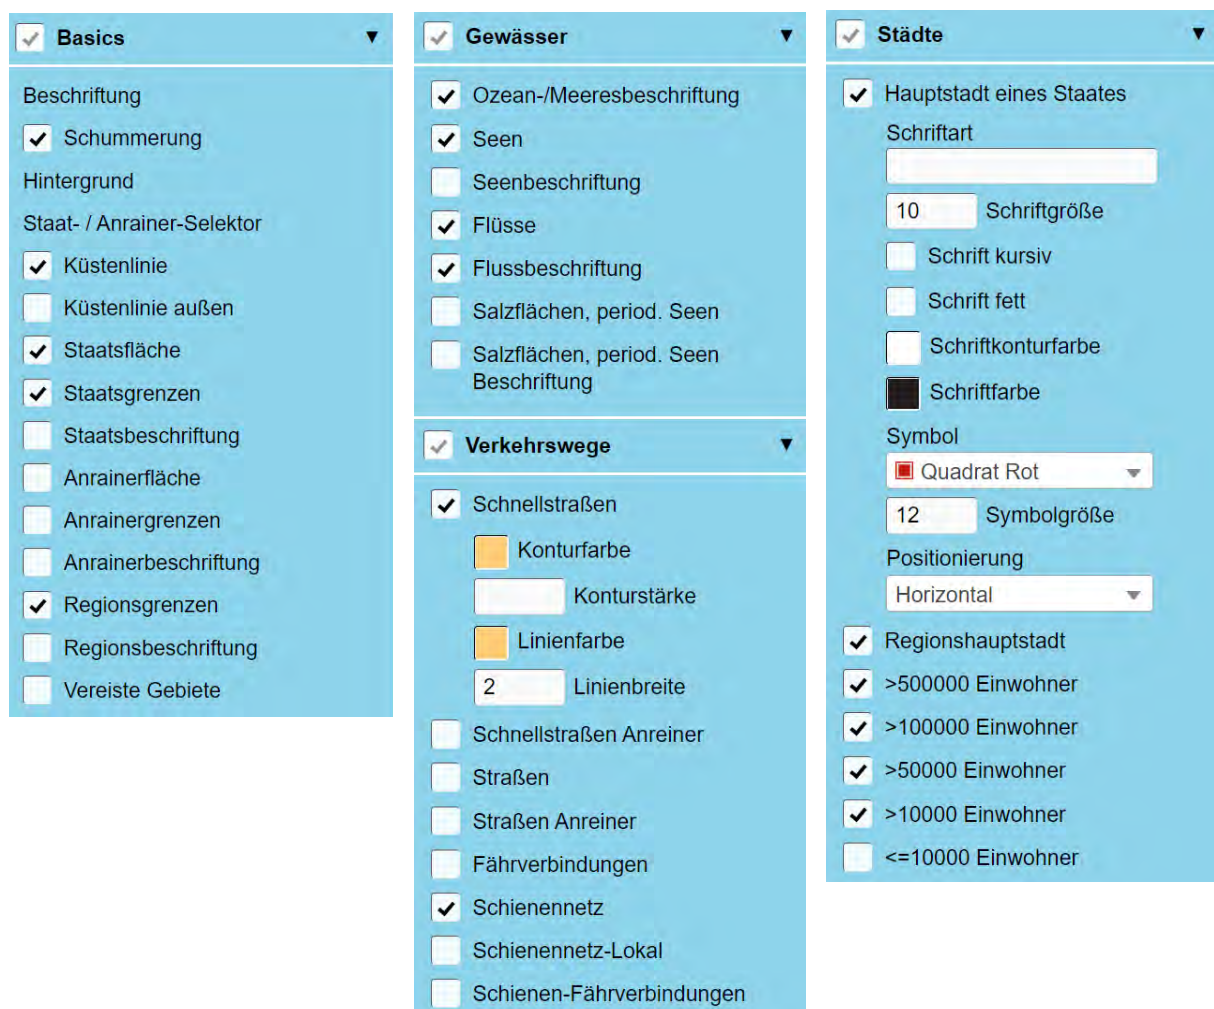 Basics
Beschriftung
Schummerung
Hintergrund
Staat- / Anrainer-Selektor
Küstenlinie
Küstenlinie außen
Staatsfläche
Staatsgrenzen
Staatsbeschriftung
Anrainerfläche
Anrainergrenzen
Anrainerbeschriftung
Regionsgrenzen
Regionsbeschriftung
Vereiste Gebiete
Gewässer
Ozean-/Meeresbeschriftung
Seen
Seenbeschriftung
Flüsse
Flussbeschriftung
Salzflächen, period. Seen
Salzflächen, period. Seen
Beschriftung
Verkehrswege
Schnellstraßen
Konturfarbe
Konturstärke
Linienfarbe
2 Linienbreite
Schnellstraßen Anreiner
Straßen
Straßen Anreiner
Fährverbindungen
Schienennetz
Schienennetz-Lokal
Schienen-Fährverbindungen
Städte
Hauptstadt eines Staates
Schriftart
10 Schriftgröße
Schrift kursiv
Schrift fett
Schriftkonturfarbe
Schriftfarbe
Symbol
Quadrat Rot
12 Symbolgröße
Positionierung
Horizontal
Regionshauptstadt
>500000 Einwohner
>100000 Einwohner
>50000 Einwohner
>10000 Einwohner
<=10000 Einwohner